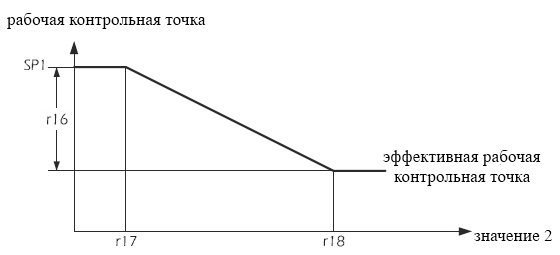 рабочая контрольная точка
SP1
r16
эффективная рабочая
контрольная точка
значение 2
r17
r18